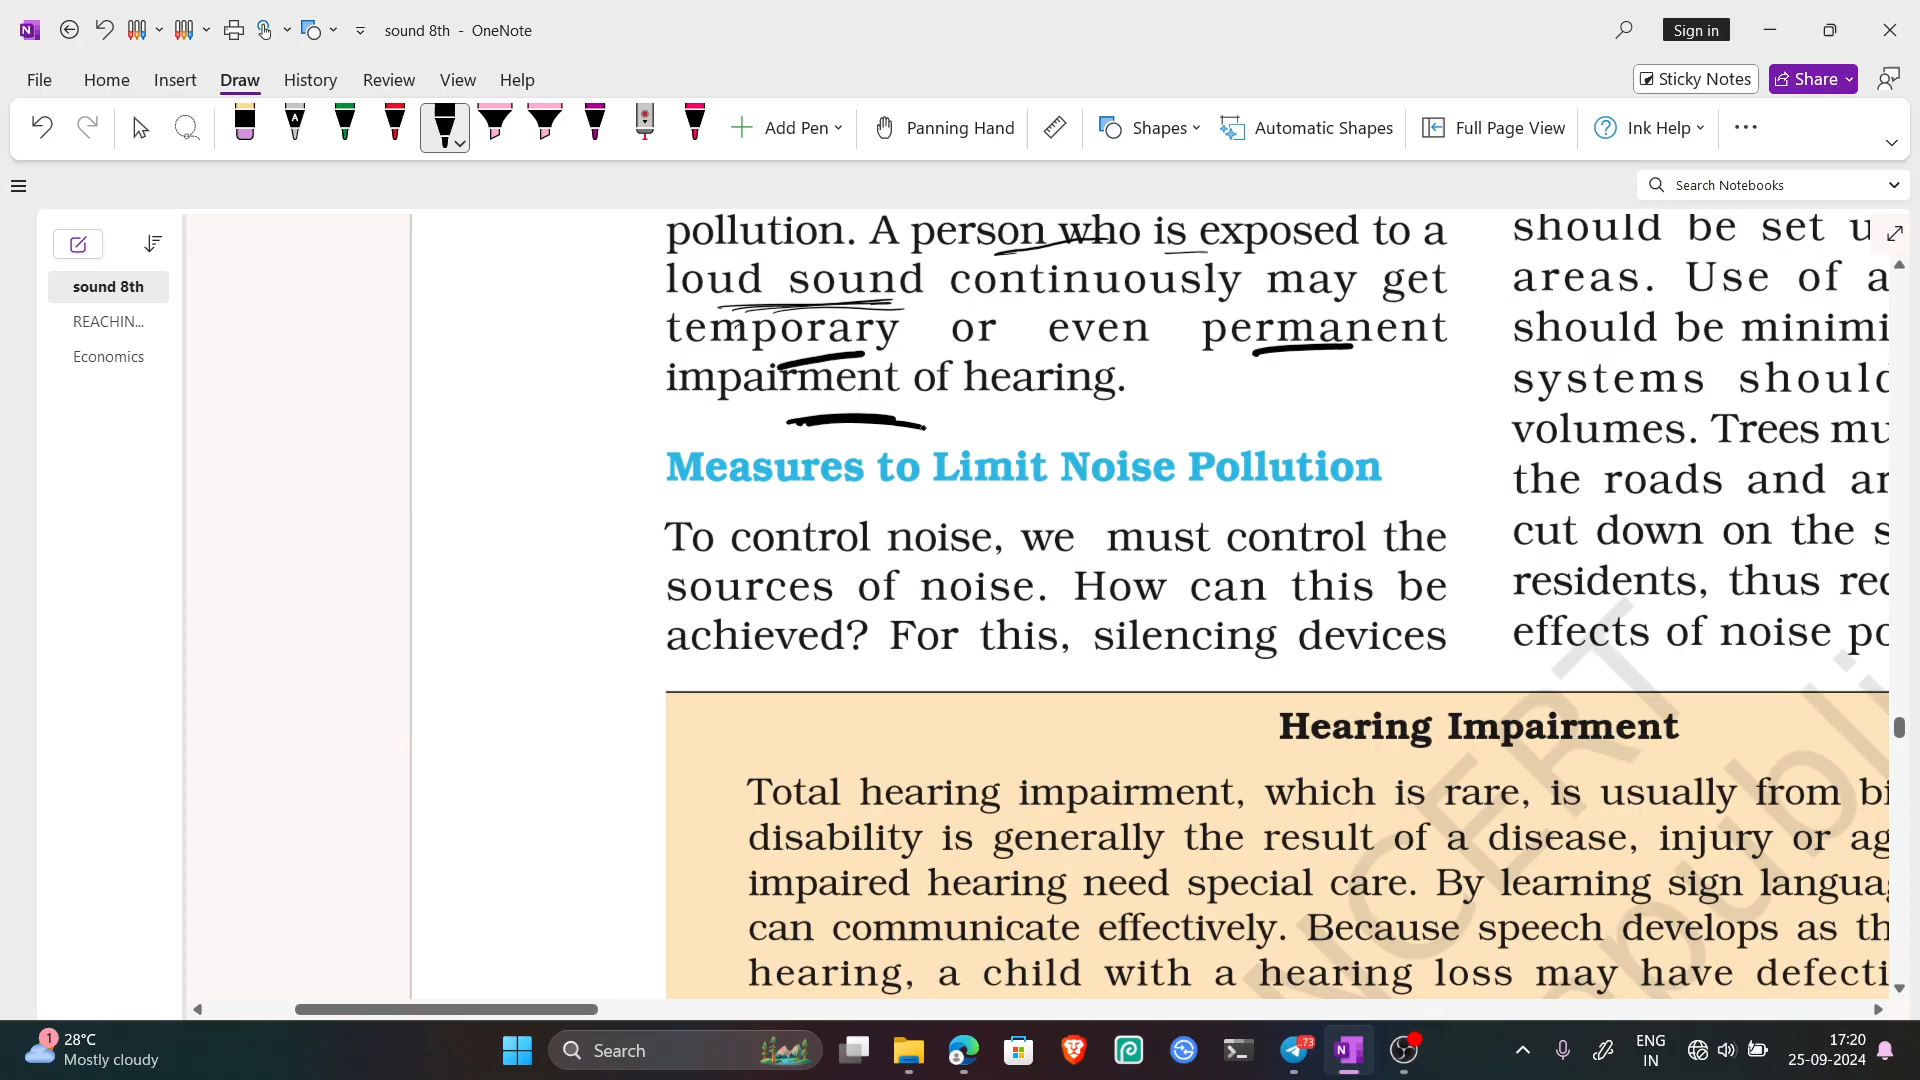 sound 8th - OneNote
Sign in
File Home Insert Draw History Review View Help
Sticky Notes
Share
Add Pen
Panning Hand
Shapes
Automatic Shapes
Full Page View
Ink Help
Search Notebooks
sound 8th
REACHIN...
Economics
pollution. A person who is exposed to a
loud sound continuously may get
temporary or even permanent
impairment of hearing.
Measures to Limit Noise Pollution
To control noise, we must control the
sources of noise. How can this be
achieved? For this, silencing devices
should be set u
areas. Use of a
should be minimi
systems should
volumes. Trees mu
the roads and ar
cut down on the s
residents, thus red
effects of noise po
Hearing Impairment
Total hearing impairment, which is rare, is usually from bi
disability is generally the result of a disease, injury or ag
impaired hearing need special care. By learning sign languag
can communicate effectively. Because speech develops as th
hearing, a child with a hearing loss may have defecti
NCERT
republi
1
28°C
Mostly cloudy
Search
73
ENG
IN
17:20
25-09-2024